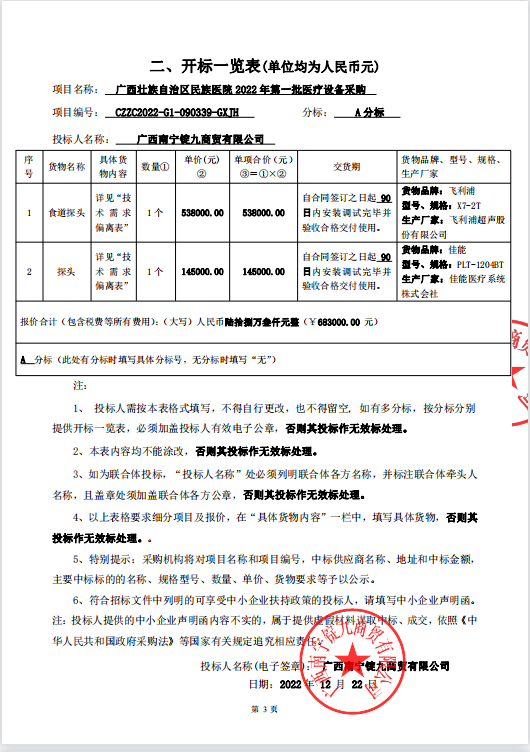 二、开标一览表(单位均为人民币元)
项目名称： 广西壮族自治区民族医院 2022 年第一批医疗设备采购
项目编号： CZZC2022-G1-090339-GXJH 分标： A 分标
投标人名称： 广西南宁锭九商贸有限公司
序号 货物名称 具体货物内容 数量① 单价(元)② 单项合价（元）③＝①×② 交货期 货物品牌、型号、规格、生产厂家
1 食道探头 详见“技术需求偏离表” 1 个 538000.00 538000.00 自合同签订之日起 90 日内安装调试完毕并验收合格交付使用。 货物品牌：飞利浦
型号、规格：X7-2T
生产厂家：飞利浦超声股份有限公司
2 探头 详见“技术需求偏离表” 1 个 145000.00 145000.00 自合同签订之日起 90 日内安装调试完毕并验收合格交付使用。 货物品牌：佳能
型号、规格：PLT-1204BT
生产厂家：佳能医疗系统株式会社
报价合计（包含税费等所有费用）：（大写）人民币陆拾捌万叁仟元整（￥683000.00 元）
A 分标（此处有分标时填写具体分标号，无分标时填写“无”）
注：
1、 投标人需按本表格式填写，不得自行更改，也不得留空，如有多分标，按分标分别
提供开标一览表，必须加盖投标人有效电子公章，否则其投标作无效标处理。
2、本表内容均不能涂改，否则其投标作无效标处理。
3、如为联合体投标，“投标人名称”处必须列明联合体各方名称，并标注联合体牵头人
名称，且盖章处须加盖联合体各方公章，否则其投标作无效标处理。
4、以上表格要求细分项目及报价，在“具体货物内容”一栏中，填写具体货物，否则其
投标作无效标处理。。
5、特别提示：采购机构将对项目名称和项目编号，中标供应商名称、地址和中标金额，
主要中标标的的名称、规格型号、数量、单价、货物要求等予以公示。
6、符合招标文件中列明的可享受中小企业扶持政策的投标人，请填写中小企业声明函。
注：投标人提供的中小企业声明函内容不实的，属于提供虚假材料谋取中标、成交，依照《中
华人民共和国政府采购法》等国家有关规定追究相应责任。
投标人名称(电子签章)： 广西南宁锭九商贸有限公司
日期：2022 年 12 月 22 日
广西南宁锭九商贸有限公司
第 3 页